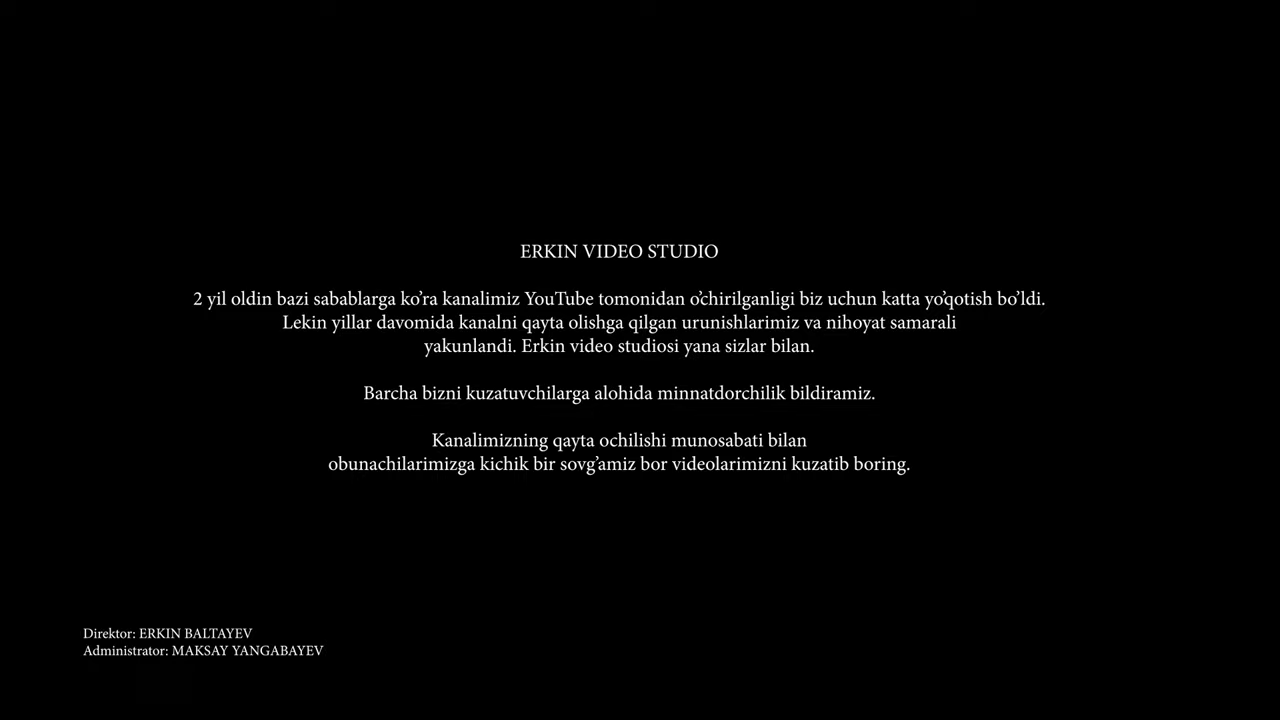 ERKIN VIDEO STUDIO
2 yil oldin bazi sabablarga ko’ra kanalimiz YouTube tomonidan o’chirilganligi biz uchun katta yo’qotish bo’ldi.
Lekin yillar davomida kanalni qayta olishga qilgan urunishlarimiz va nihoyat samarali
yakunlandi. Erkin video studiosi yana sizlar bilan.
Barcha bizni kuzatuvchilarga alohida minnatdorchilik bildiramiz.
Kanalimizning qayta ochilishi munosabati bilan
obunachilarimizga kichik bir sovg’amiz bor videolarimizni kuzatib boring.
Direktor: ERKIN BALTAYEV
Administrator: MAKSAY YANGABAYEV